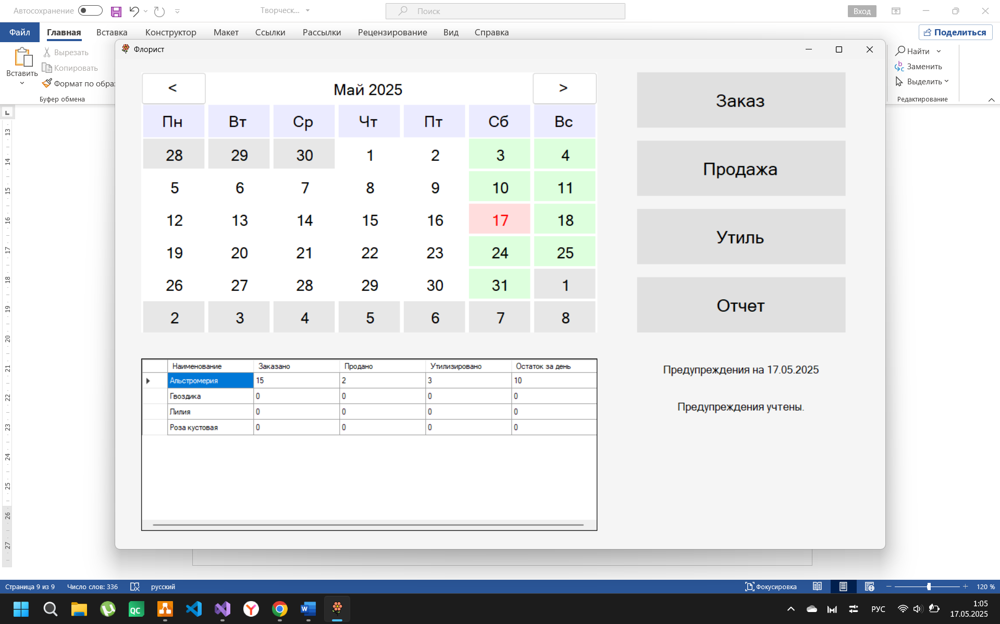 Автосохранение
Творческ...
Поиск
Вход
Файл Главная Вставка Конструктор Макет Ссылки Рассылки Рецензирование Вид Справка
Поделиться
Вставить
Вырезать
Копировать
Формат по обра
Буфер обмена
Найти
Заменить
Выделить
Редактирование
Флорист
< Май 2025 >
Пн Вт Ср Чт Пт Сб Вс
28 29 30 1 2 3 4
5 6 7 8 9 10 11
12 13 14 15 16 17 18
19 20 21 22 23 24 25
26 27 28 29 30 31 1
2 3 4 5 6 7 8
Заказ
Продажа
Утиль
Отчет
Наименование Заказано Продано Утилизировано Остаток за день
Альстромерия 15 2 3 10
Гвоздика 0 0 0 0
Лилия 0 0 0 0
Роза кустовая 0 0 0 0
Предупреждения на 17.05.2025
Предупреждения учтены.
13
14
15
16
17
18
19
20
21
22
23
24
25
26
27
Страница 9 из 9 Число слов: 336 русский
Фокусировка
120 %
QC
РУС
1:05
17.05.2025